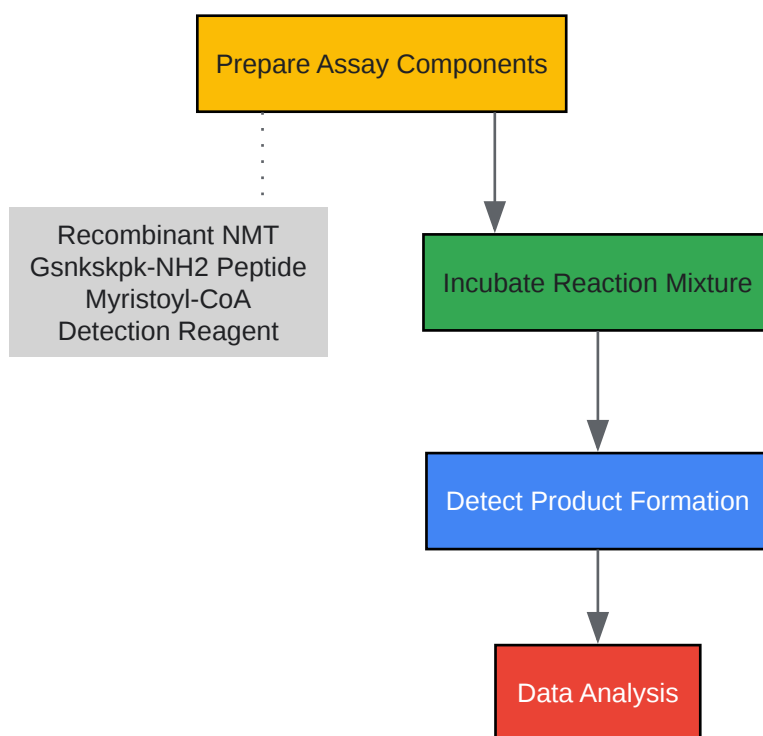 Prepare Assay Components
Recombinant NMT
Gsnkskpk-NH2 Peptide
Myristoyl-CoA
Detection Reagent
Incubate Reaction Mixture
Detect Product Formation
Data Analysis